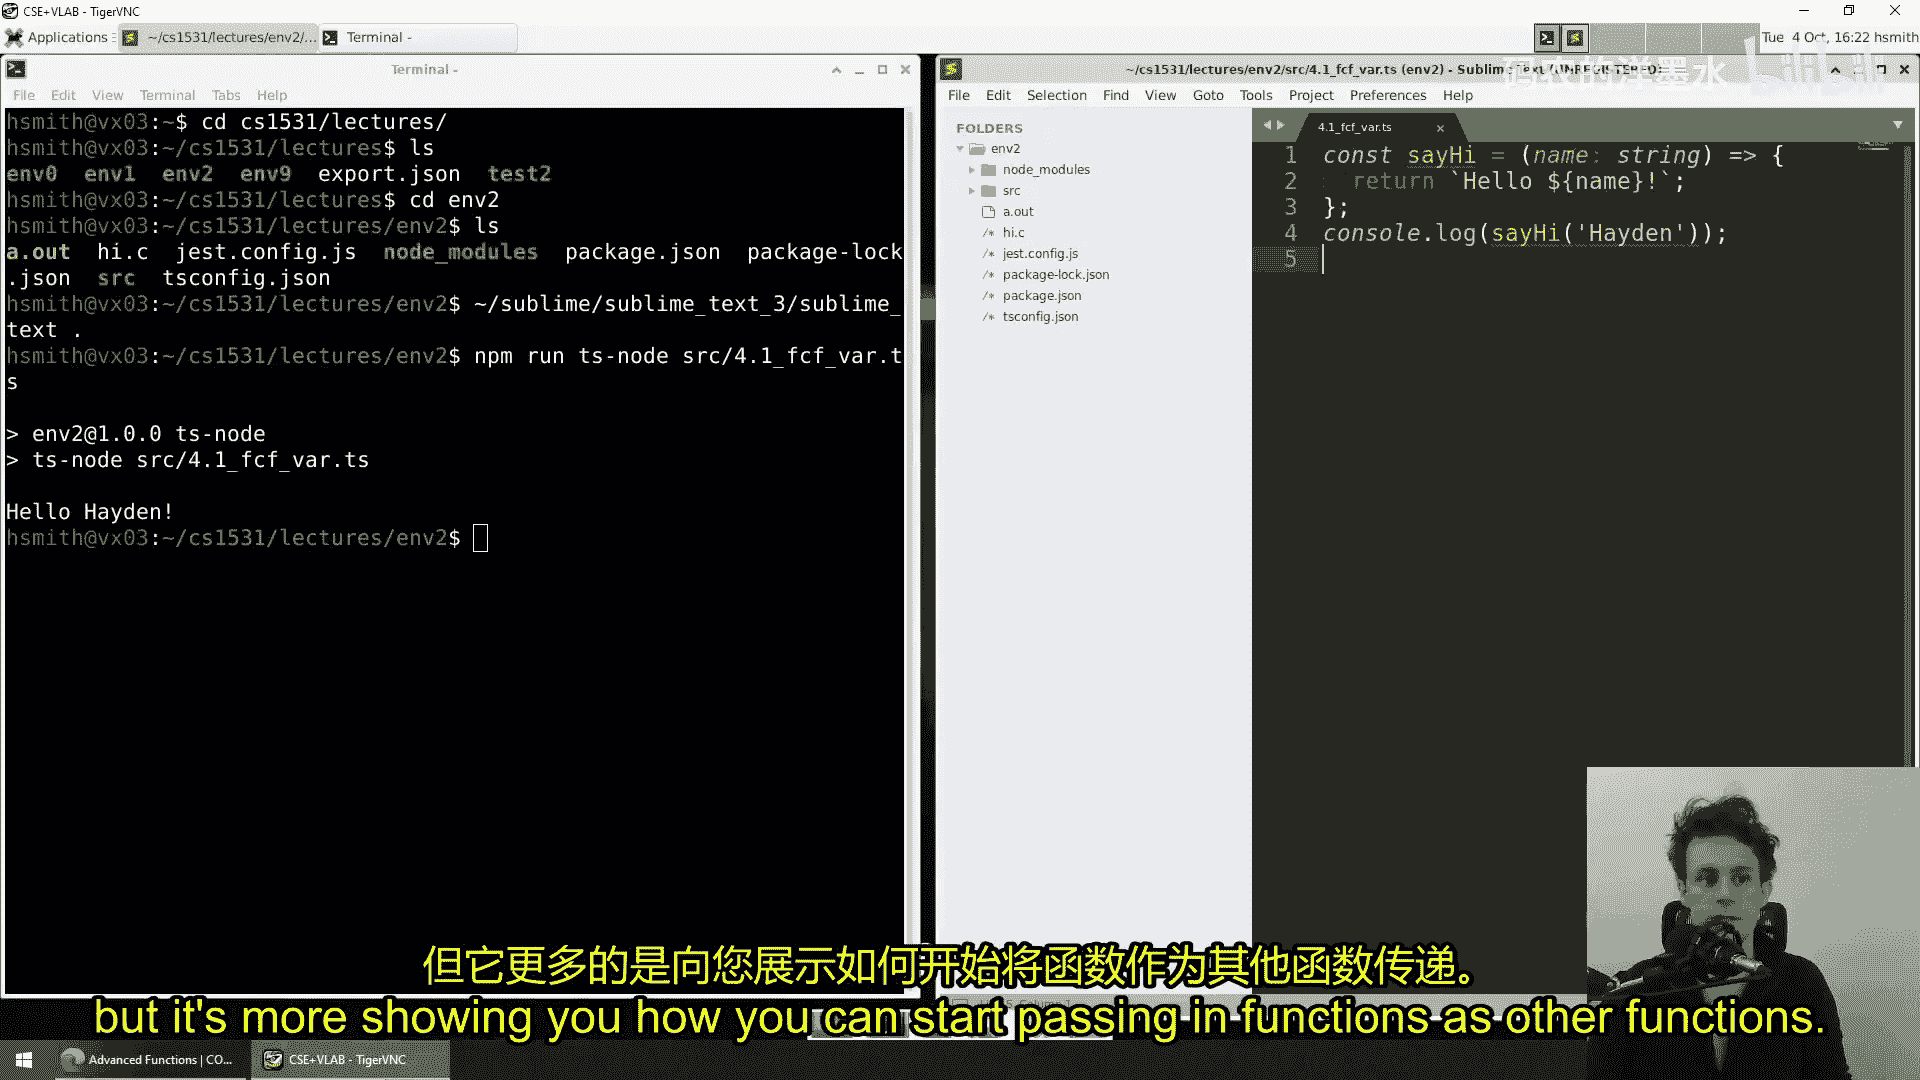 CSE+VLAB - TigerVNC
Applications
~/cs1531/lectures/env2/...
Terminal -
Tue 4 Oct, 16:22 hsmith
Terminal -
File Edit View Terminal Tabs Help
hsmith@vx03:~$ cd cs1531/lectures/
hsmith@vx03:~/cs1531/lectures$ ls
env0 env1 env2 env9 export.json test2
hsmith@vx03:~/cs1531/lectures$ cd env2
hsmith@vx03:~/cs1531/lectures/env2$ ls
a.out hi.c jest.config.js node_modules package.json package-lock
.json src tsconfig.json
hsmith@vx03:~/cs1531/lectures/env2$ ~/sublime/sublime_text_3/sublime_
text .
hsmith@vx03:~/cs1531/lectures/env2$ npm run ts-node src/4.1_fcf_var.t
s
> env2@1.0.0 ts-node
> ts-node src/4.1_fcf_var.ts
Hello Hayden!
hsmith@vx03:~/cs1531/lectures/env2$
~/cs1531/lectures/env2/src/4.1_fcf_var.ts (env2) - Sublime Text (UNREGISTERED)
码农的洋墨水
bilibili
File Edit Selection Find View Goto Tools Project Preferences Help
FOLDERS
env2
node_modules
src
a.out
/* hi.c
/* jest.config.js
/* package-lock.json
/* package.json
/* tsconfig.json
4.1_fcf_var.ts
1 const sayHi = (name: string) => {
2 return `Hello ${name}!`;
3 };
4 console.log(sayHi('Hayden'));
5
但它更多的是向您展示如何开始将函数作为其他函数传递。
but it's more showing you how you can start passing in functions as other functions.
Advanced Functions | CO...
CSE+VLAB - TigerVNC